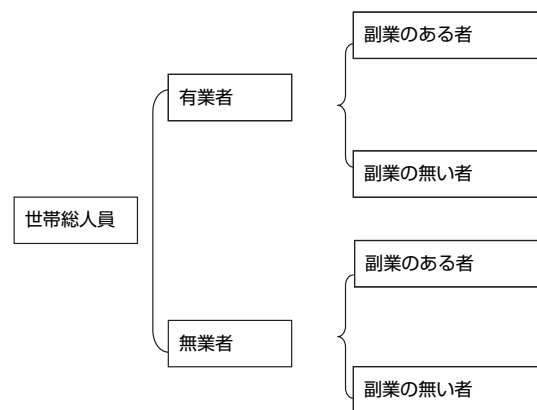 世帯総人員
有業者
副業のある者
副業の無い者
無業者
副業のある者
副業の無い者